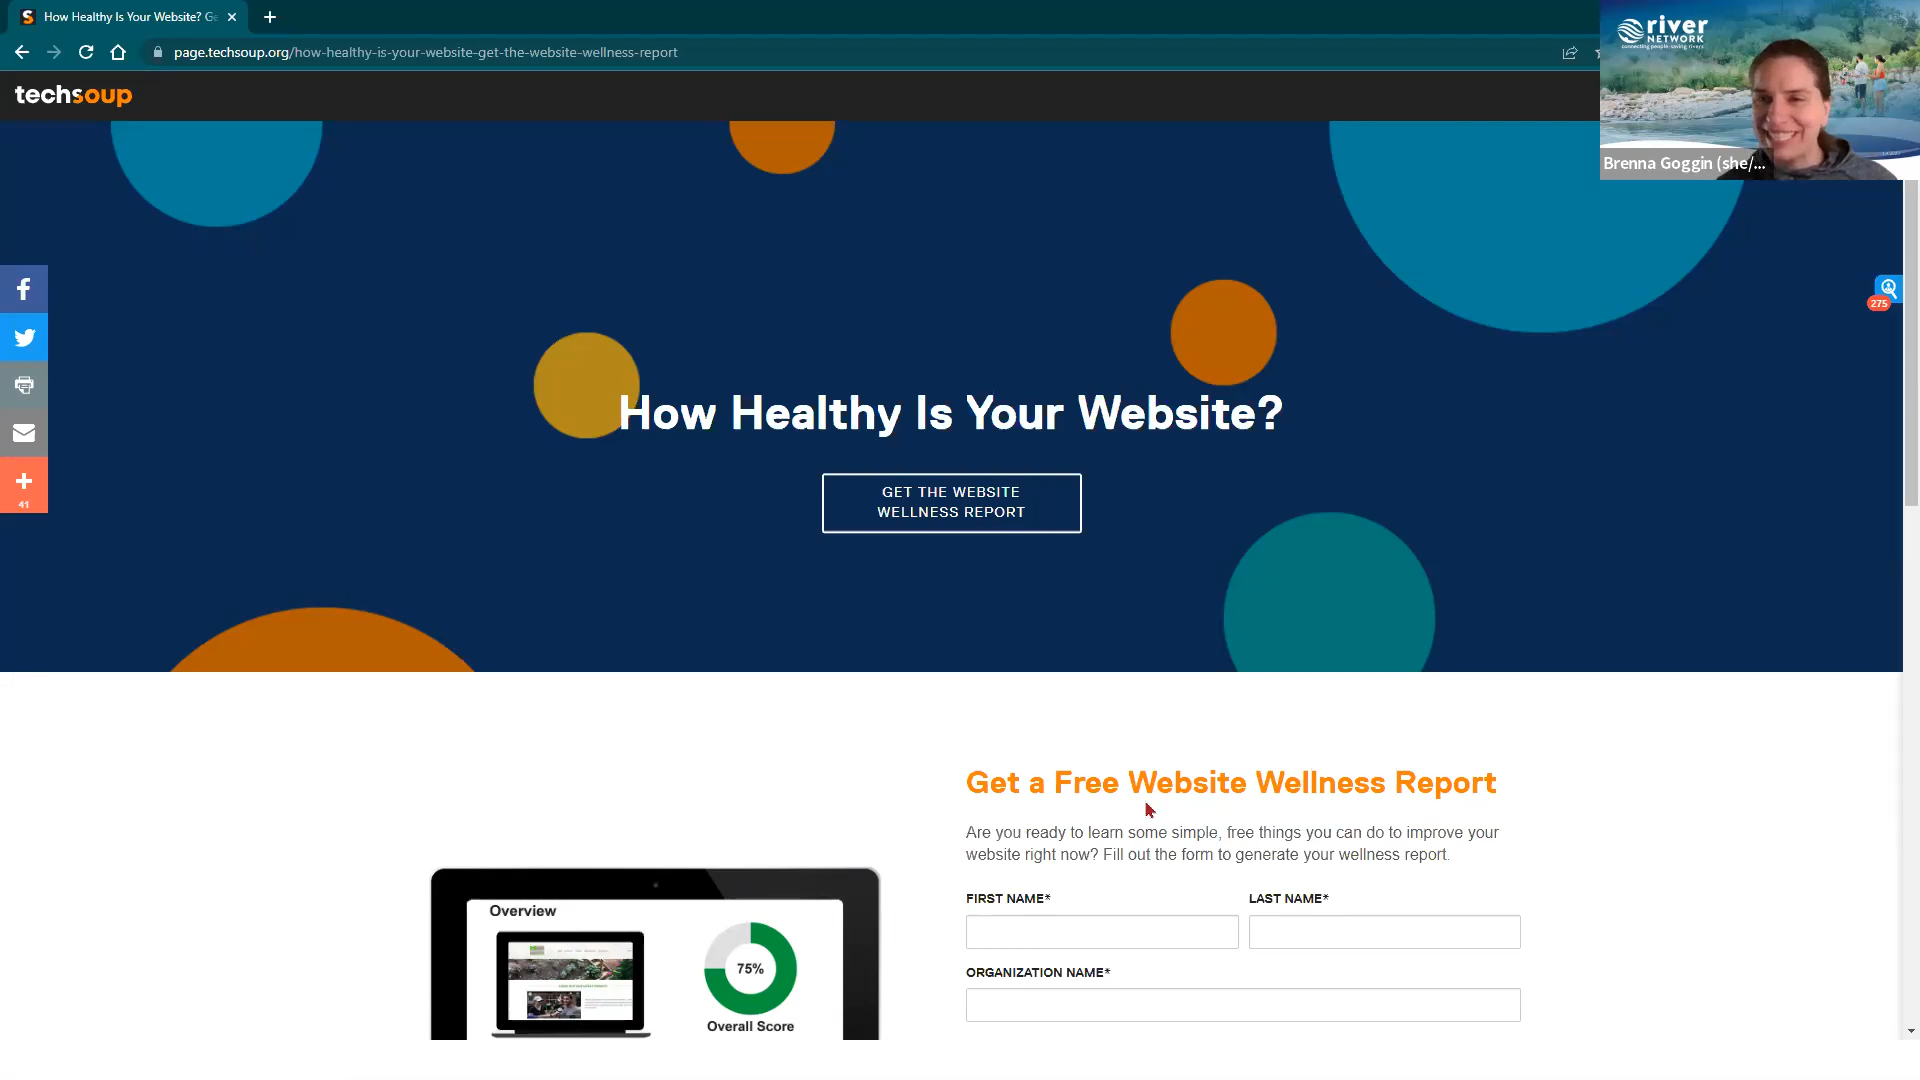 How Healthy Is Your Website? Ge
page.techsoup.org/how-healthy-is-your-website-get-the-website-wellness-report
river
NETWORK
connecting people, saving rivers
Brenna Goggin (she/...
techsoup
275
How Healthy Is Your Website?
GET THE WEBSITE
WELLNESS REPORT
41
Get a Free Website Wellness Report
Are you ready to learn some simple, free things you can do to improve your
website right now? Fill out the form to generate your wellness report.
FIRST NAME*
LAST NAME*
ORGANIZATION NAME*
Overview
75%
Overall Score